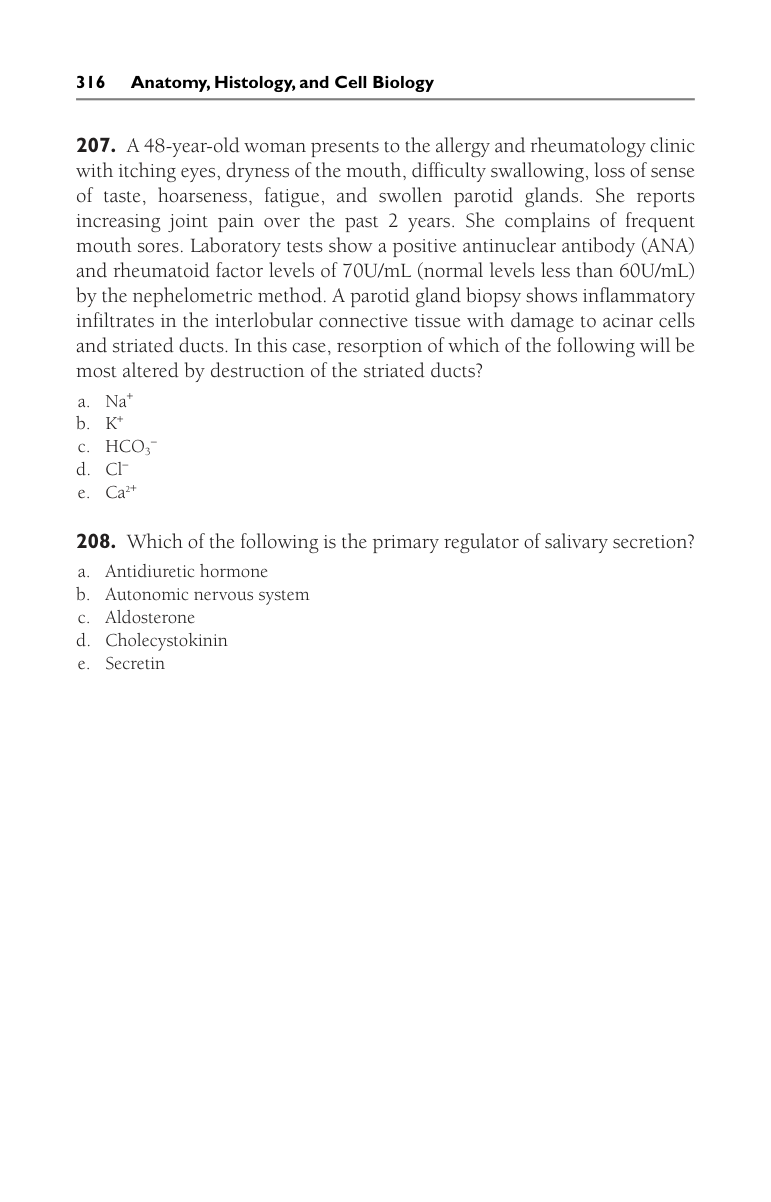 316 Anatomy, Histology, and Cell Biology
207. A 48-year-old woman presents to the allergy and rheumatology clinic
with itching eyes, dryness of the mouth, difficulty swallowing, loss of sense
of taste, hoarseness, fatigue, and swollen parotid glands. She reports
increasing joint pain over the past 2 years. She complains of frequent
mouth sores. Laboratory tests show a positive antinuclear antibody (ANA)
and rheumatoid factor levels of 70U/mL (normal levels less than 60U/mL)
by the nephelometric method. A parotid gland biopsy shows inflammatory
infiltrates in the interlobular connective tissue with damage to acinar cells
and striated ducts. In this case, resorption of which of the following will be
most altered by destruction of the striated ducts?
a. Na⁺
b. K⁺
c. HCO₃⁻
d. Cl⁻
e. Ca²⁺
208. Which of the following is the primary regulator of salivary secretion?
a. Antidiuretic hormone
b. Autonomic nervous system
c. Aldosterone
d. Cholecystokinin
e. Secretin